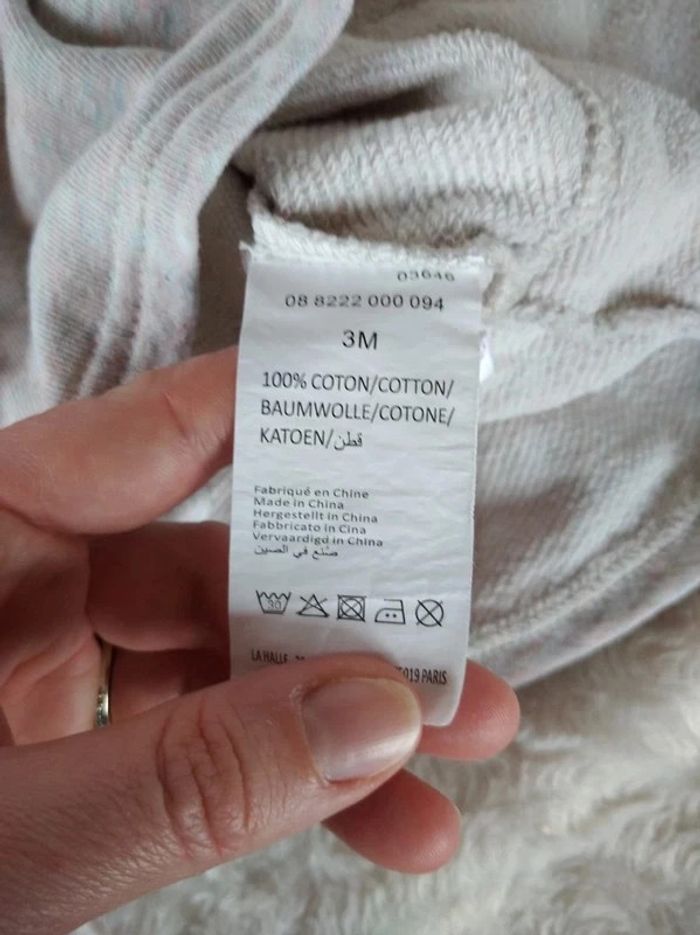 03646
08 8222 000 094
3M
100% COTON/COTTON/
BAUMWOLLE/COTONE/
KATOEN/قطن
Fabriqué en Chine
Made in China
Hergestellt in China
Fabbricato in Cina
Vervaardigd in China
صنع في الصين
30
LA HALLE PARIS